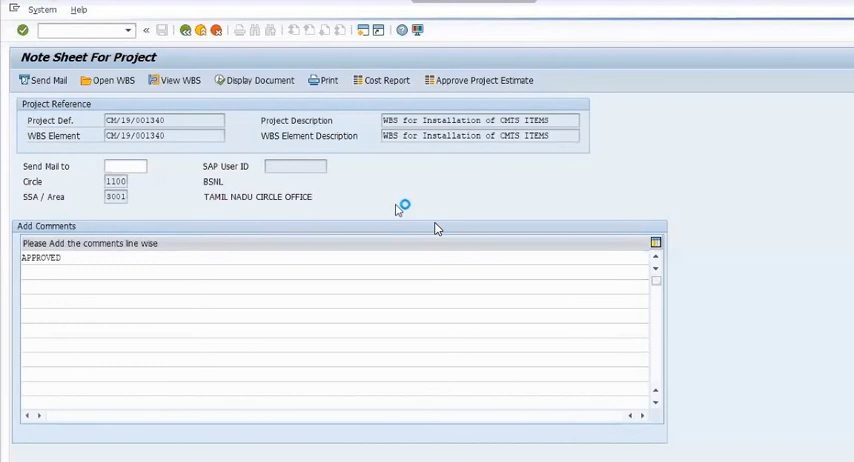 System Help
Note Sheet For Project
Send Mail Open WBS View WBS Display Document Print Cost Report Approve Project Estimate
Project Reference
Project Def. CM/19/001340 Project Description WBS for Installation of CMTS ITEMS
WBS Element CM/19/001340 WBS Element Description WBS for Installation of CMTS ITEMS
Send Mail to SAP User ID
Circle 1100 BSNL
SSA / Area 3001 TAMIL NADU CIRCLE OFFICE
Add Comments
Please Add the comments line wise
APPROVED